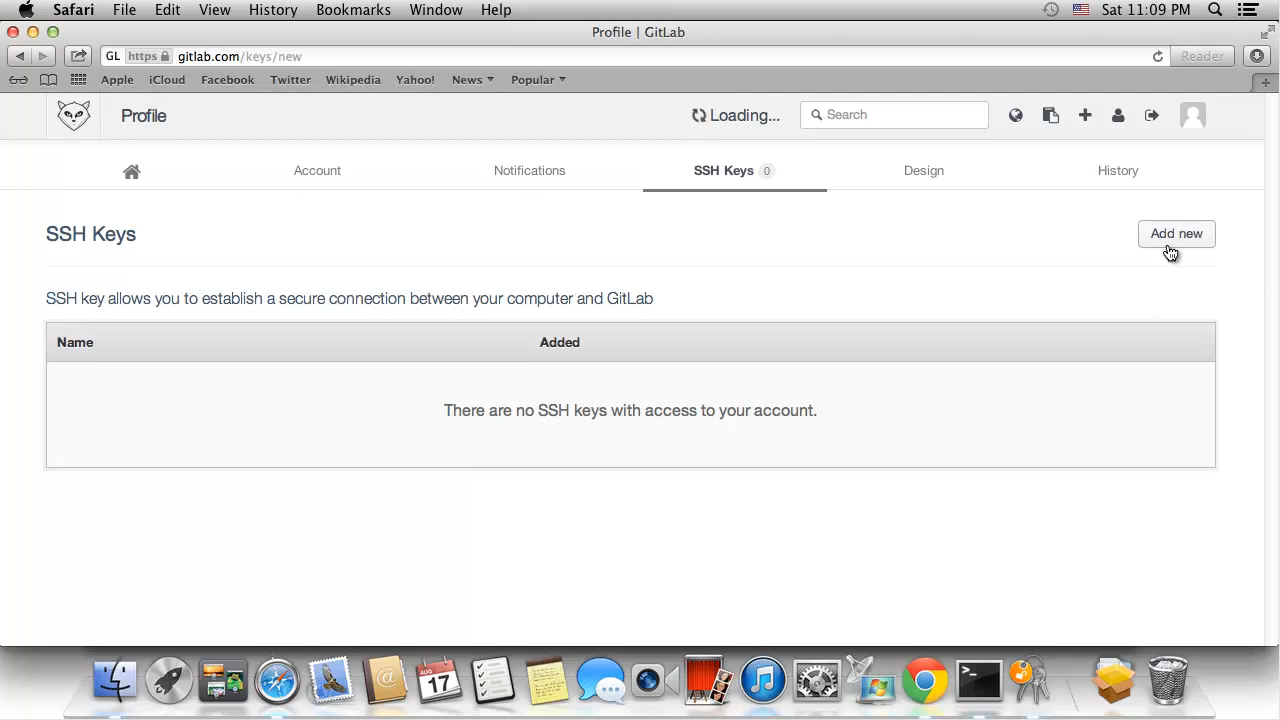 Safari File Edit View History Bookmarks Window Help Sat 11:09 PM
Profile | GitLab
GL https gitlab.com/keys/new Reader
Apple iCloud Facebook Twitter Wikipedia Yahoo! News Popular
Profile Loading... Search
Account Notifications SSH Keys 0 Design History
SSH Keys Add new
SSH key allows you to establish a secure connection between your computer and GitLab
Name Added
There are no SSH keys with access to your account.
AUG
17